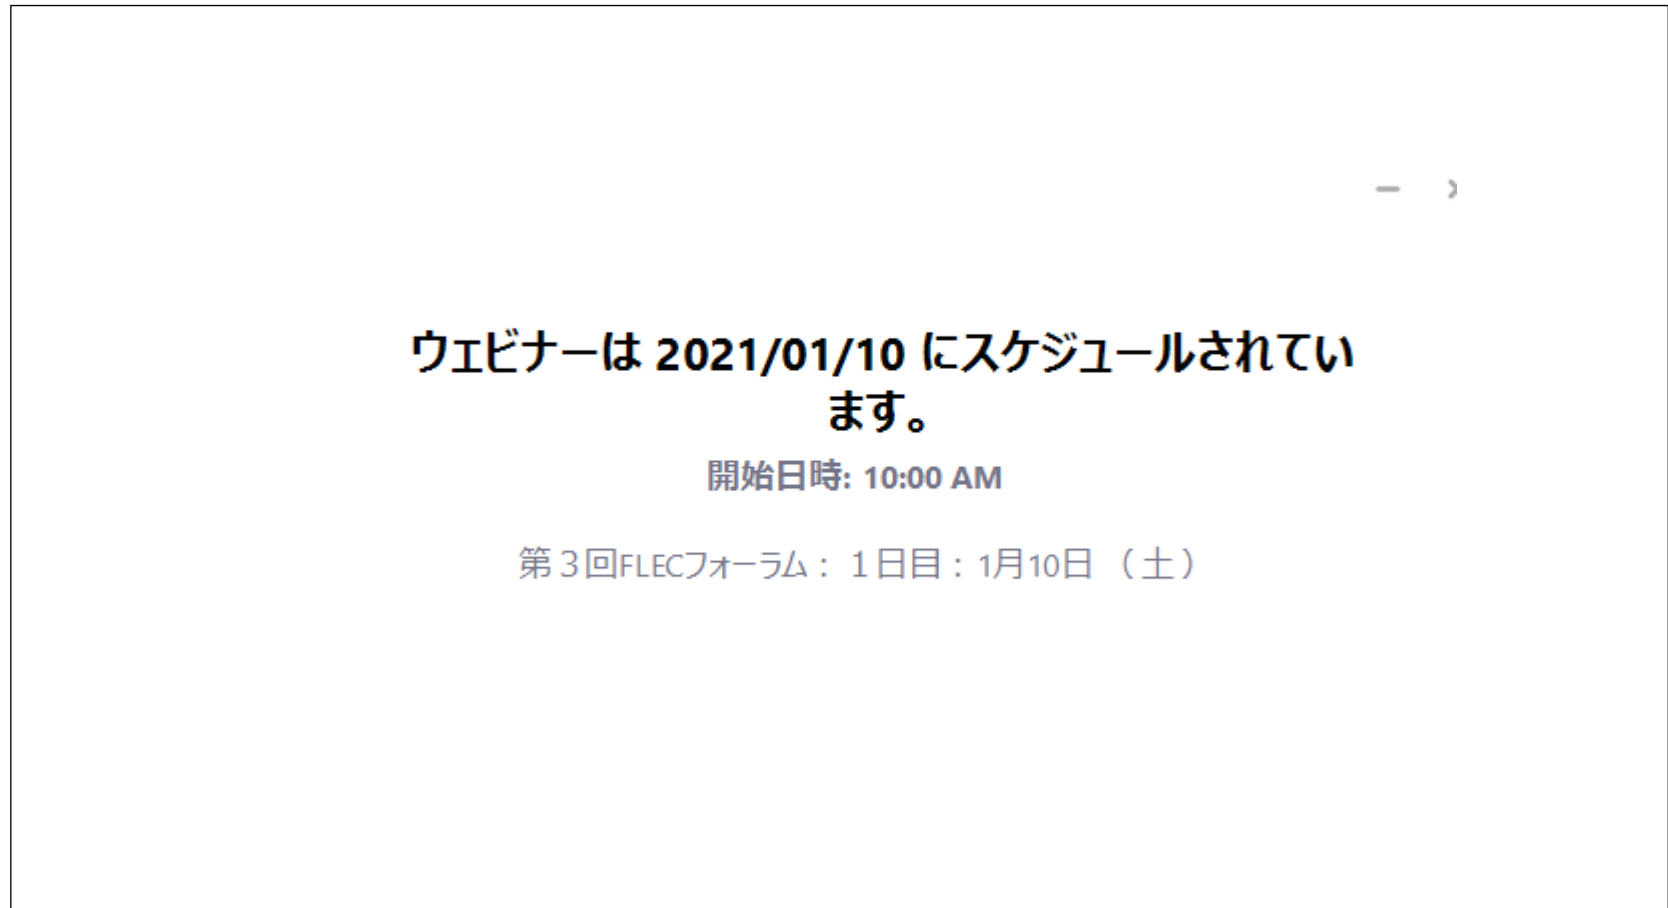 ウェビナーは 2021/01/10 にスケジュールされてい
ます。
開始日時: 10:00 AM
第３回FLECフォーラム：１日目：1月10日 （土）